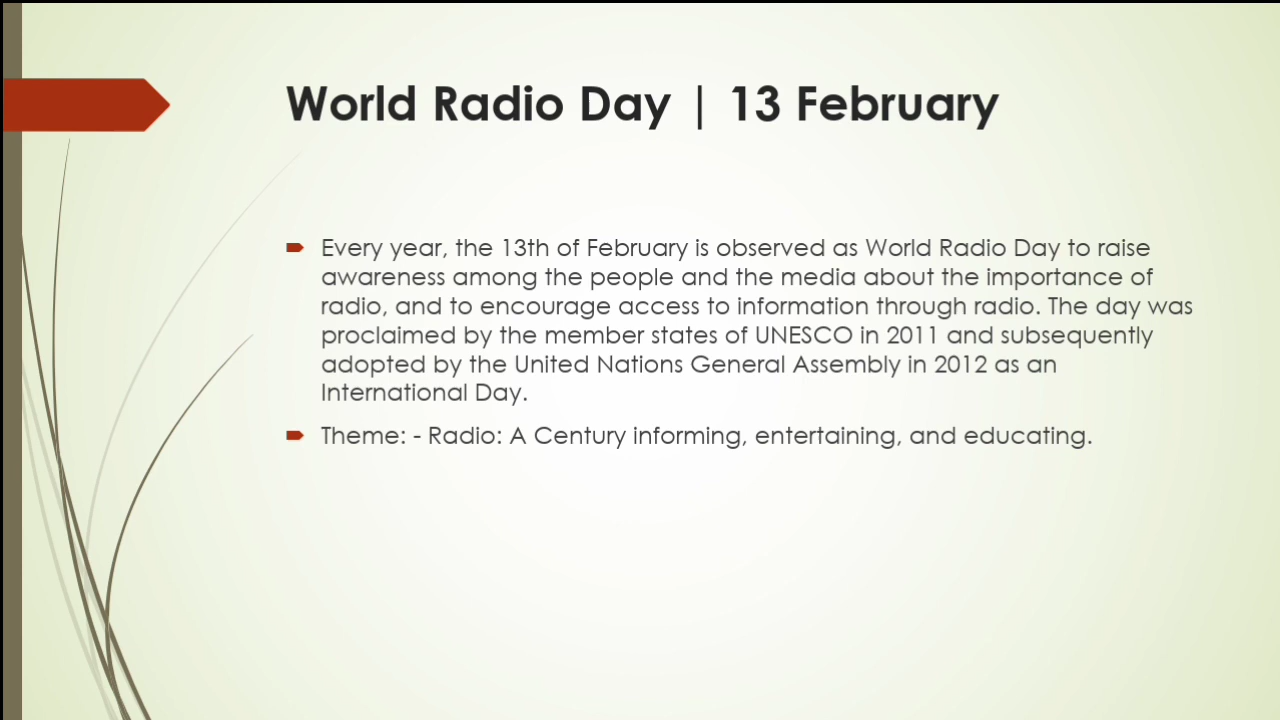 World Radio Day | 13 February
Every year, the 13th of February is observed as World Radio Day to raise
awareness among the people and the media about the importance of
radio, and to encourage access to information through radio. The day was
proclaimed by the member states of UNESCO in 2011 and subsequently
adopted by the United Nations General Assembly in 2012 as an
International Day.
Theme: - Radio: A Century informing, entertaining, and educating.